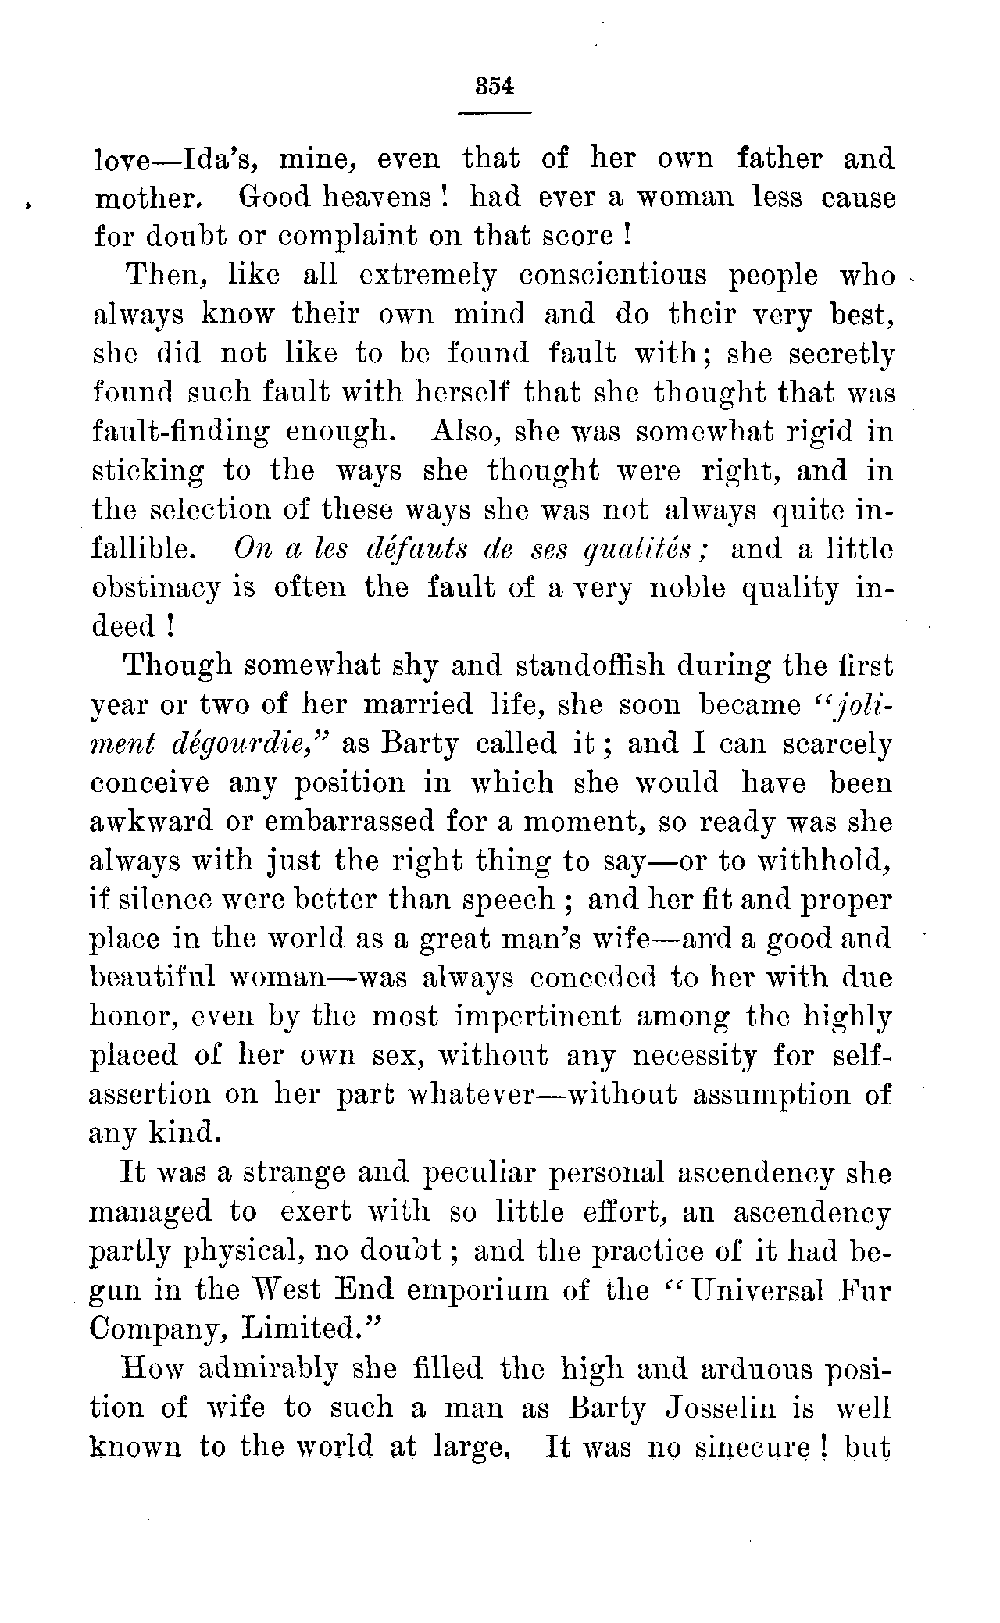 354
love—Ida's, mine, even that of her own father and
mother. Good heavens! had ever a woman less cause
for doubt or complaint on that score!
Then, like all extremely conscientious people who
always know their own mind and do their very best,
she did not like to be found fault with; she secretly
found such fault with herself that she thought that was
fault-finding enough. Also, she was somewhat rigid in
sticking to the ways she thought were right, and in
the selection of these ways she was not always quite in-
fallible. On a les défauts de ses qualités; and a little
obstinacy is often the fault of a very noble quality in-
deed!
Though somewhat shy and standoffish during the first
year or two of her married life, she soon became “joli-
ment dégourdie,” as Barty called it; and I can scarcely
conceive any position in which she would have been
awkward or embarrassed for a moment, so ready was she
always with just the right thing to say—or to withhold,
if silence were better than speech; and her fit and proper
place in the world as a great man's wife—and a good and
beautiful woman—was always conceded to her with due
honor, even by the most impertinent among the highly
placed of her own sex, without any necessity for self-
assertion on her part whatever—without assumption of
any kind.
It was a strange and peculiar personal ascendency she
managed to exert with so little effort, an ascendency
partly physical, no doubt; and the practice of it had be-
gun in the West End emporium of the “Universal Fur
Company, Limited.”
How admirably she filled the high and arduous posi-
tion of wife to such a man as Barty Josselin is well
known to the world at large. It was no sinecure! but